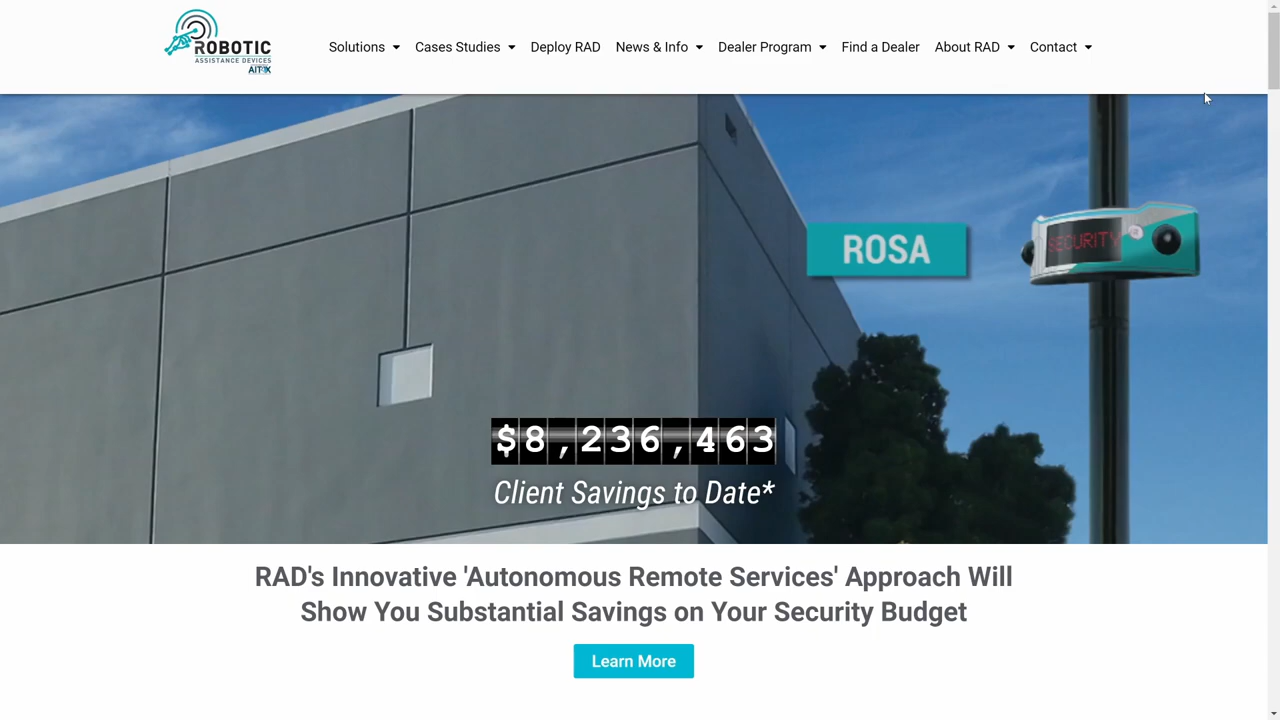 ROBOTIC
ASSISTANCE DEVICES
AITX
Solutions
Cases Studies
Deploy RAD
News & Info
Dealer Program
Find a Dealer
About RAD
Contact
ROSA
SECURITY
$8,236,463
Client Savings to Date*
RAD's Innovative 'Autonomous Remote Services' Approach Will
Show You Substantial Savings on Your Security Budget
Learn More